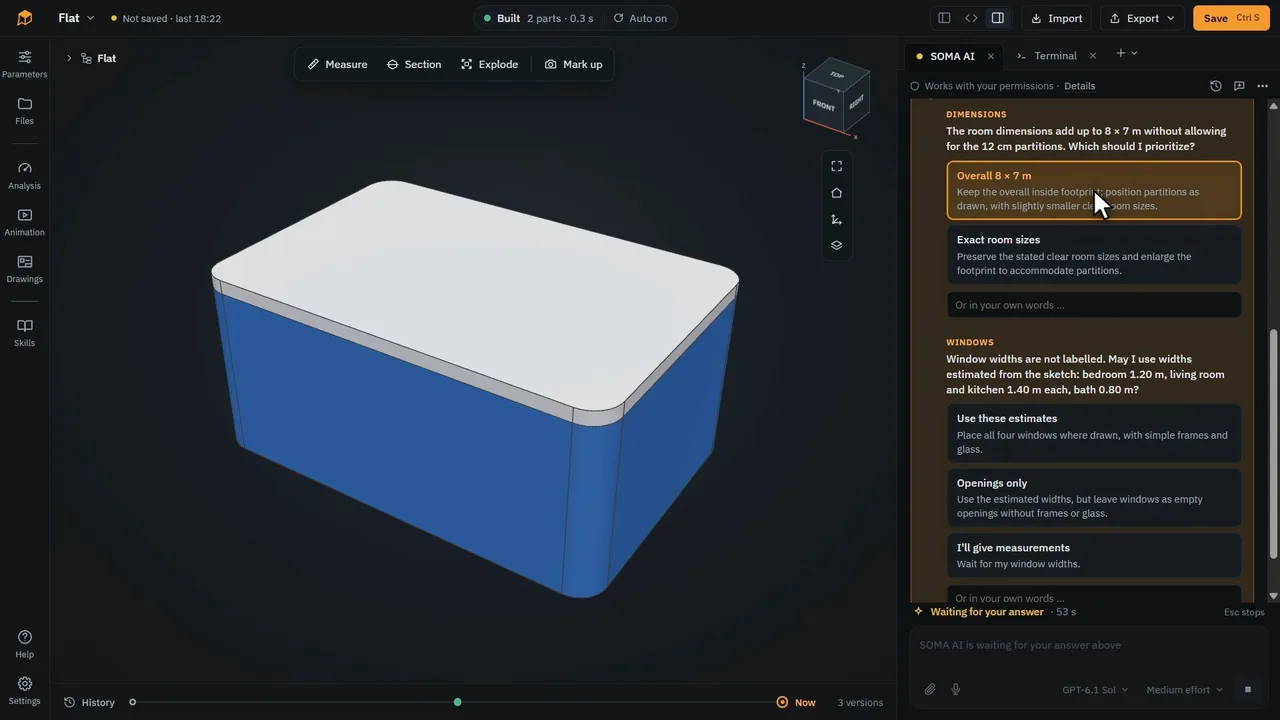 Flat
Not saved · last 18:22
Built 2 parts · 0.3 s
Auto on
Import
Export
Save Ctrl S
Parameters
Files
Analysis
Animation
Drawings
Skills
Help
Settings
Flat
Measure
Section
Explode
Mark up
TOP
FRONT
RIGHT
z
Y
x
History
Now
3 versions
SOMA AI
Terminal
Works with your permissions · Details
DIMENSIONS
The room dimensions add up to 8 × 7 m without allowing
for the 12 cm partitions. Which should I prioritize?
Overall 8 × 7 m
Keep the overall inside footprint; position partitions as
drawn, with slightly smaller room sizes.
Exact room sizes
Preserve the stated clear room sizes and enlarge the
footprint to accommodate partitions.
Or in your own words ...
WINDOWS
Window widths are not labelled. May I use widths
estimated from the sketch: bedroom 1.20 m, living room
and kitchen 1.40 m each, bath 0.80 m?
Use these estimates
Place all four windows where drawn, with simple frames and
glass.
Openings only
Use the estimated widths, but leave windows as empty
openings without frames or glass.
I'll give measurements
Wait for my window widths.
Or in your own words ...
Waiting for your answer · 53 s
Esc stops
SOMA AI is waiting for your answer above
GPT-6.1 Sol
Medium effort